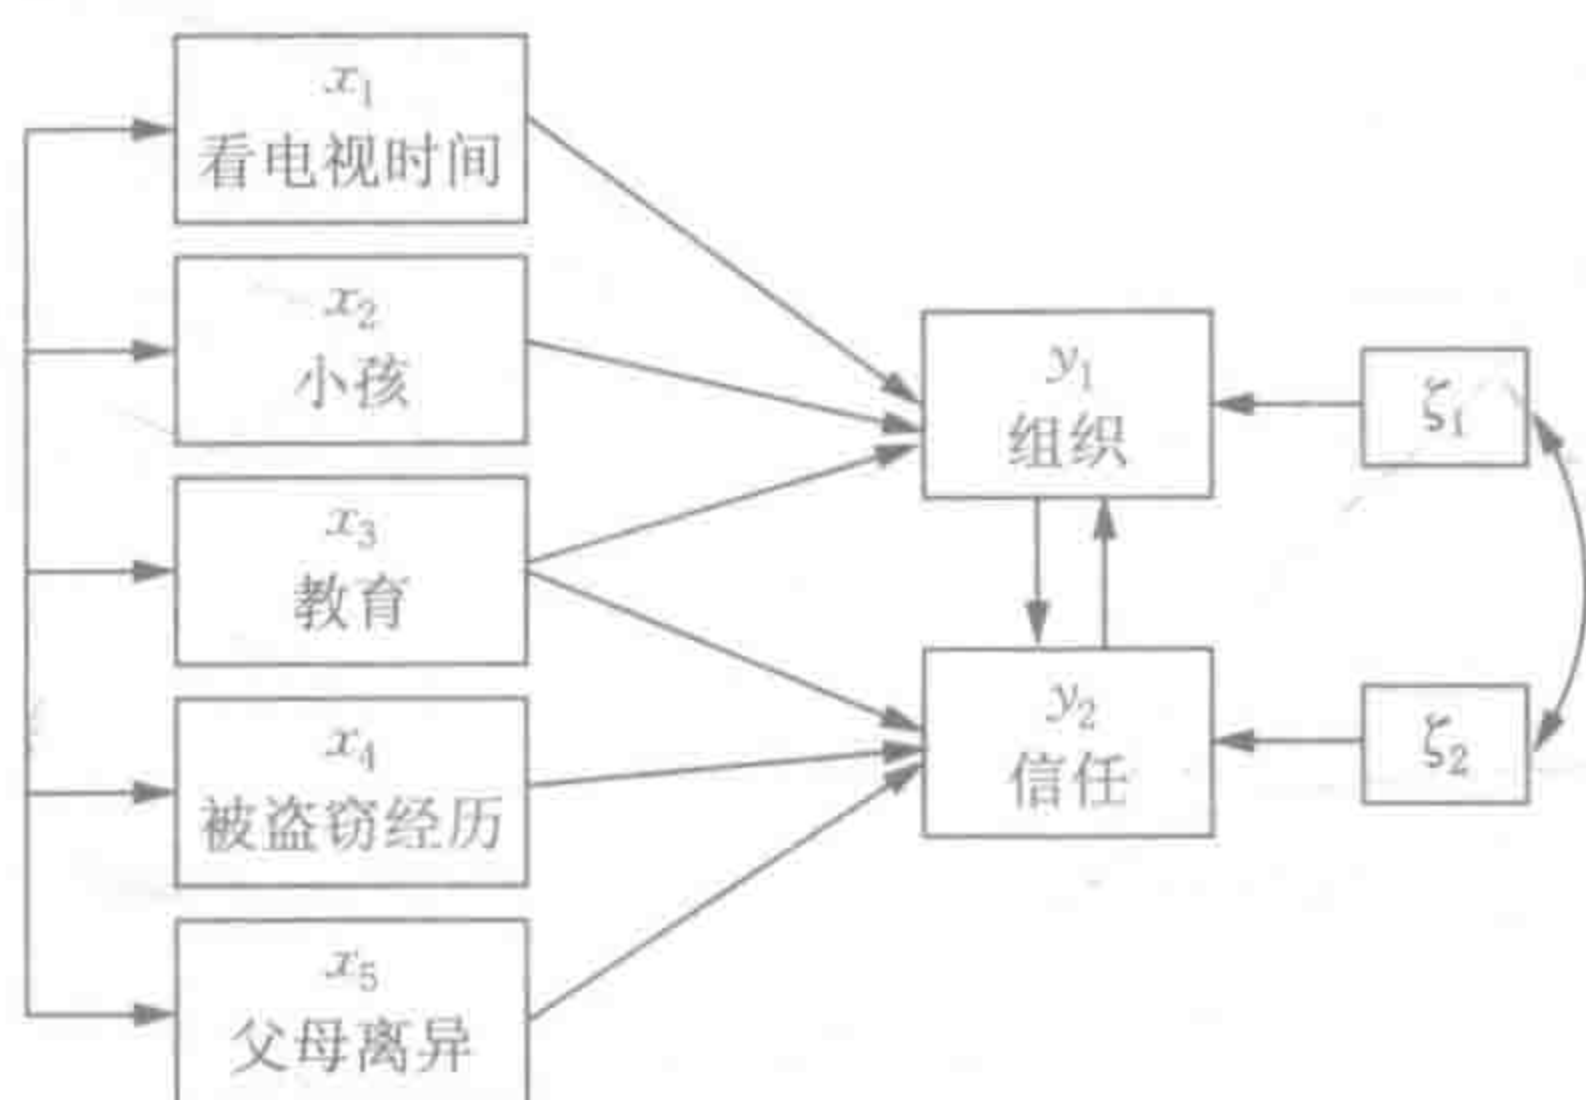 x₁
看电视时间
x₂
小孩
x₃
教育
x₄
被盗窃经历
x₅
父母离异
y₁
组织
y₂
信任
ζ₁
ζ₂